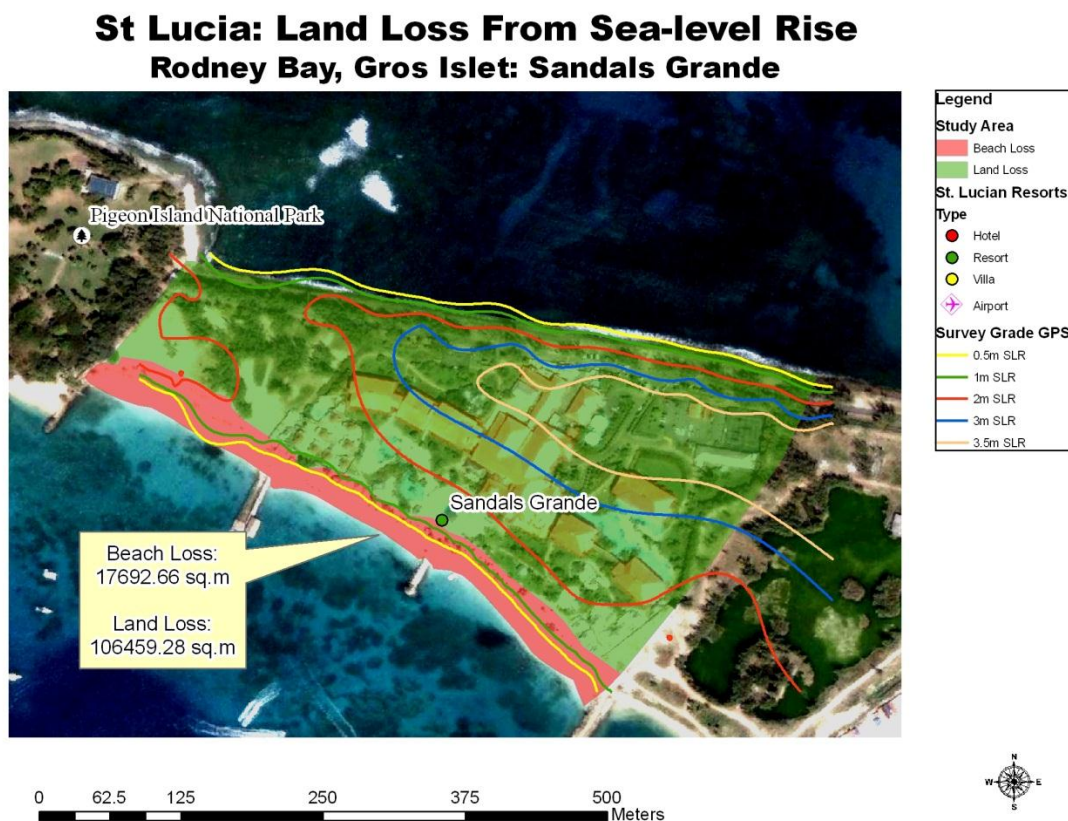 St Lucia: Land Loss From Sea-level Rise
Rodney Bay, Gros Islet: Sandals Grande
Pigeon Island National Park
Sandals Grande
Beach Loss:
17692.66 sq.m
Land Loss:
106459.28 sq.m
Legend
Study Area
Beach Loss
Land Loss
St. Lucian Resorts
Type
Hotel
Resort
Villa
Airport
Survey Grade GPS
0.5m SLR
1m SLR
2m SLR
3m SLR
3.5m SLR
0 62.5 125 250 375 500
Meters
N
W E
S